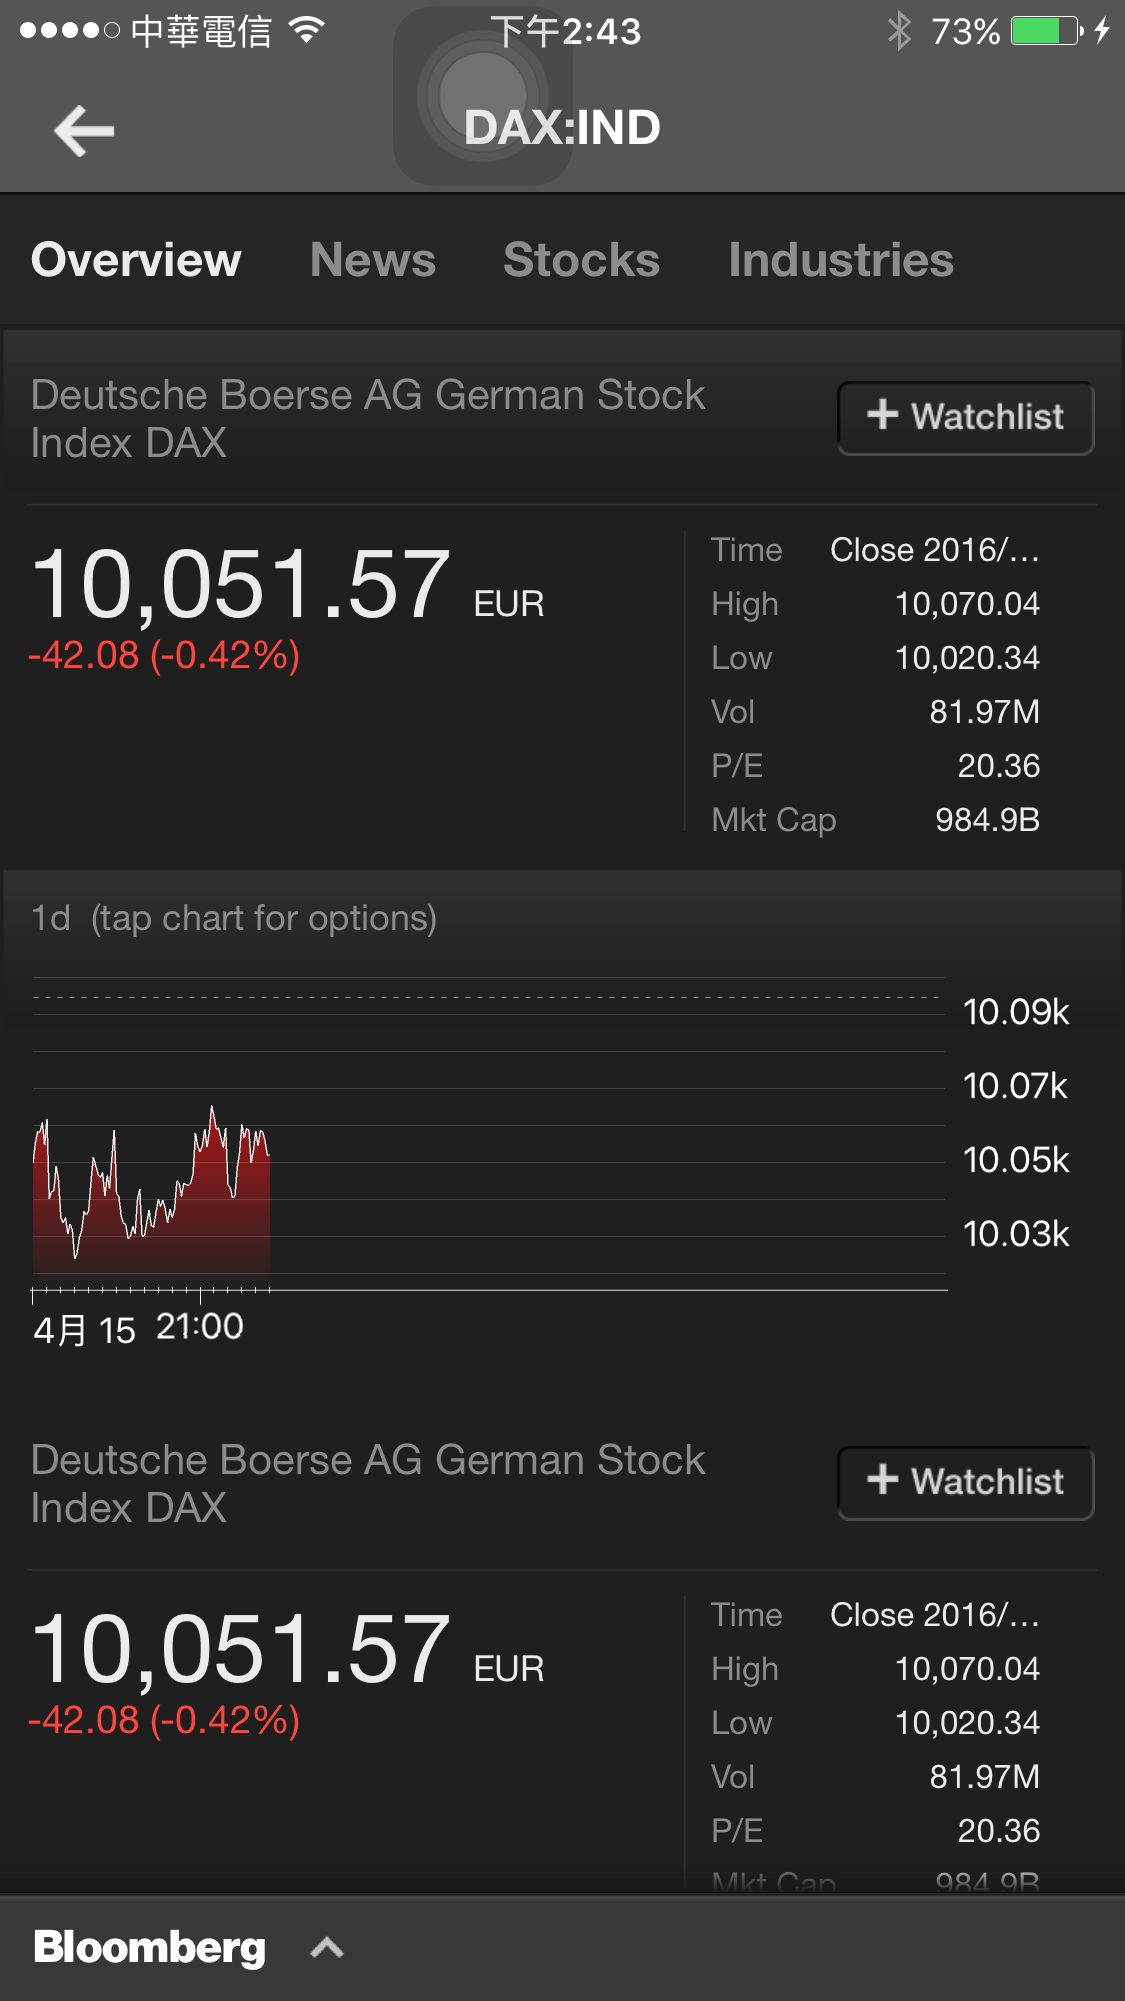 中華電信 下午2:43 73%
DAX:IND
Overview News Stocks Industries
Deutsche Boerse AG German Stock
Index DAX
+ Watchlist
10,051.57 EUR
-42.08 (-0.42%)
Time Close 2016/...
High 10,070.04
Low 10,020.34
Vol 81.97M
P/E 20.36
Mkt Cap 984.9B
1d (tap chart for options)
10.09k
10.07k
10.05k
10.03k
4月 15 21:00
Deutsche Boerse AG German Stock
Index DAX
+ Watchlist
10,051.57 EUR
-42.08 (-0.42%)
Time Close 2016/...
High 10,070.04
Low 10,020.34
Vol 81.97M
P/E 20.36
Mkt Cap 984.9B
Bloomberg